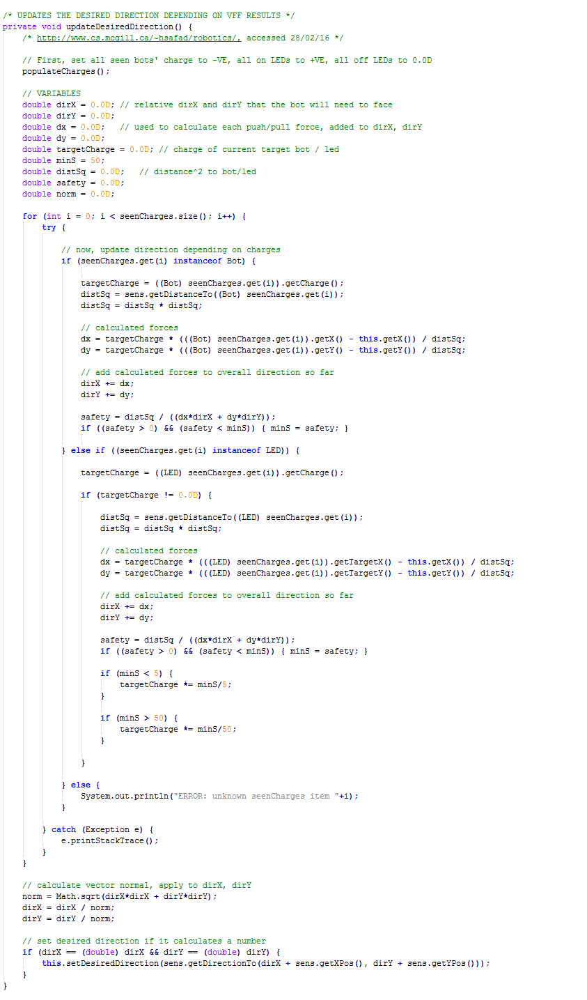 /* UPDATES THE DESIRED DIRECTION DEPENDING ON VFF RESULTS */
private void updateDesiredDirection() {
    /* http://www.cs.mcgill.ca/~hsafad/robotics/, accessed 28/02/16 */

    // First, set all seen bots' charge to -VE, all on LEDs to +VE, all off LEDs to 0.0D
    populateCharges();

    // VARIABLES
    double dirX = 0.0D; // relative dirX and dirY that the bot will need to face
    double dirY = 0.0D;
    double dx = 0.0D;   // used to calculate each push/pull force, added to dirX, dirY
    double dy = 0.0D;
    double targetCharge = 0.0D; // charge of current target bot / led
    double minS = 50;
    double distSq = 0.0D;   // distance^2 to bot/led
    double safety = 0.0D;
    double norm = 0.0D;

    for (int i = 0; i < seenCharges.size(); i++) {
        try {

            // now, update direction depending on charges
            if (seenCharges.get(i) instanceof Bot) {

                targetCharge = ((Bot) seenCharges.get(i)).getCharge();
                distSq = sens.getDistanceTo((Bot) seenCharges.get(i));
                distSq = distSq * distSq;

                // calculated forces
                dx = targetCharge * (((Bot) seenCharges.get(i)).getX() - this.getX()) / distSq;
                dy = targetCharge * (((Bot) seenCharges.get(i)).getY() - this.getY()) / distSq;

                // add calculated forces to overall direction so far
                dirX += dx;
                dirY += dy;

                safety = distSq / ((dx*dirX + dy*dirY));
                if ((safety > 0) && (safety < minS)) { minS = safety; }

            } else if ((seenCharges.get(i) instanceof LED)) {

                targetCharge = ((LED) seenCharges.get(i)).getCharge();

                if (targetCharge != 0.0D) {

                    distSq = sens.getDistanceTo((LED) seenCharges.get(i));
                    distSq = distSq * distSq;

                    // calculated forces
                    dx = targetCharge * (((LED) seenCharges.get(i)).getTargetX() - this.getX()) / distSq;
                    dy = targetCharge * (((LED) seenCharges.get(i)).getTargetY() - this.getY()) / distSq;

                    // add calculated forces to overall direction so far
                    dirX += dx;
                    dirY += dy;

                    safety = distSq / ((dx*dirX + dy*dirY));
                    if ((safety > 0) && (safety < minS)) { minS = safety; }

                    if (minS < 5) {
                        targetCharge *= minS/5;
                    }

                    if (minS > 50) {
                        targetCharge *= minS/50;
                    }

                }

            } else {
                System.out.println("ERROR: unknown seenCharges item "+i);
            }

        } catch (Exception e) {
            e.printStackTrace();
        }
    }

    // calculate vector normal, apply to dirX, dirY
    norm = Math.sqrt(dirX*dirX + dirY*dirY);
    dirX = dirX / norm;
    dirY = dirY / norm;

    // set desired direction if it calculates a number
    if (dirX == (double) dirX && dirY == (double) dirY) {
        this.setDesiredDirection(sens.getDirectionTo(dirX + sens.getXPos(), dirY + sens.getYPos()));
    }
}